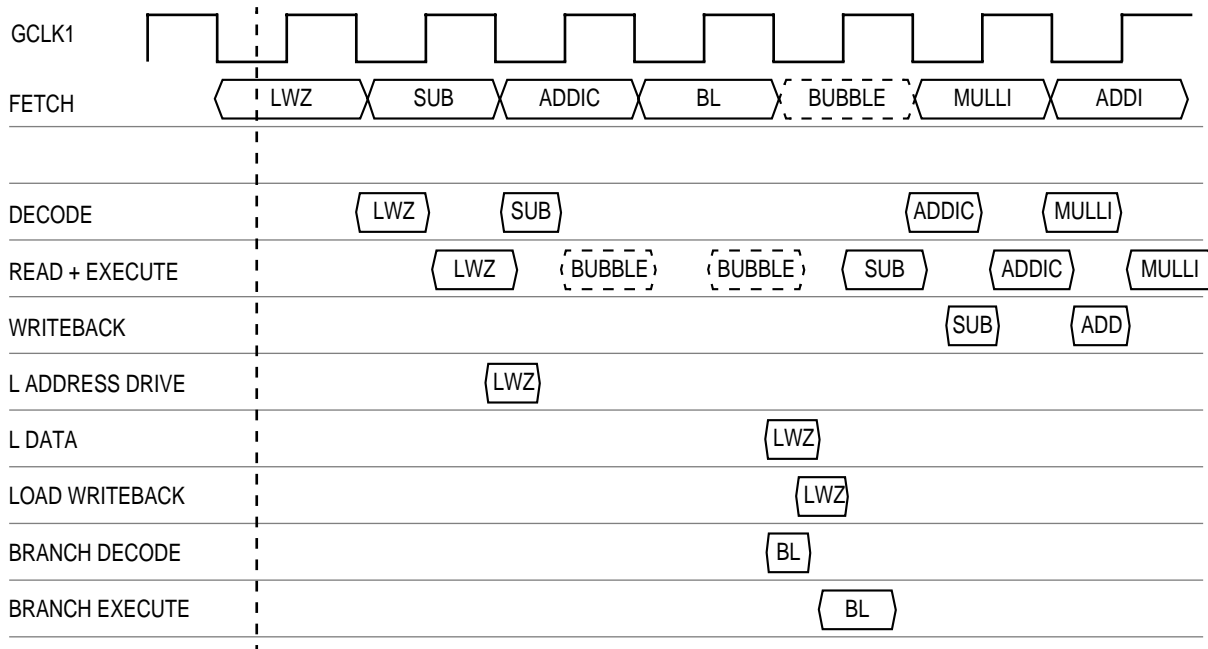 GCLK1
FETCH LWZ SUB ADDIC BL BUBBLE MULLI ADDI
DECODE LWZ SUB ADDIC MULLI
READ + EXECUTE LWZ BUBBLE BUBBLE SUB ADDIC MULLI
WRITEBACK SUB ADD
L ADDRESS DRIVE LWZ
L DATA LWZ
LOAD WRITEBACK LWZ
BRANCH DECODE BL
BRANCH EXECUTE BL